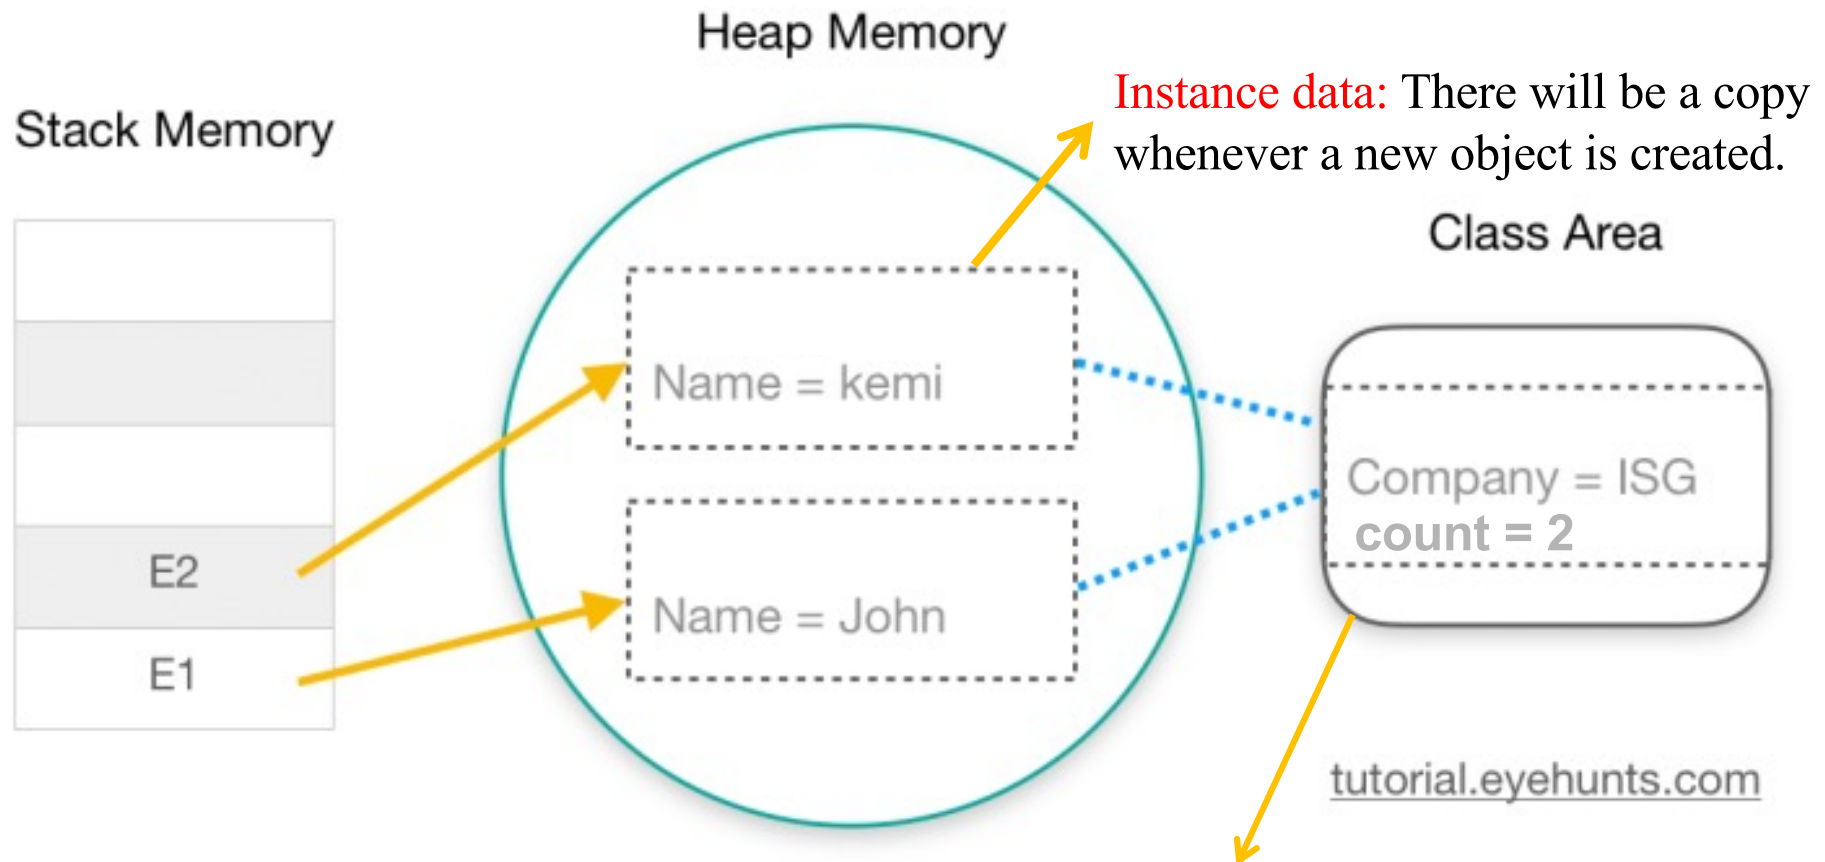 Heap Memory
Instance data: There will be a copy
whenever a new object is created.
Stack Memory
Class Area
Name = kemi
Company = ISG
count = 2
E2
Name = John
E1
tutorial.eyehunts.com